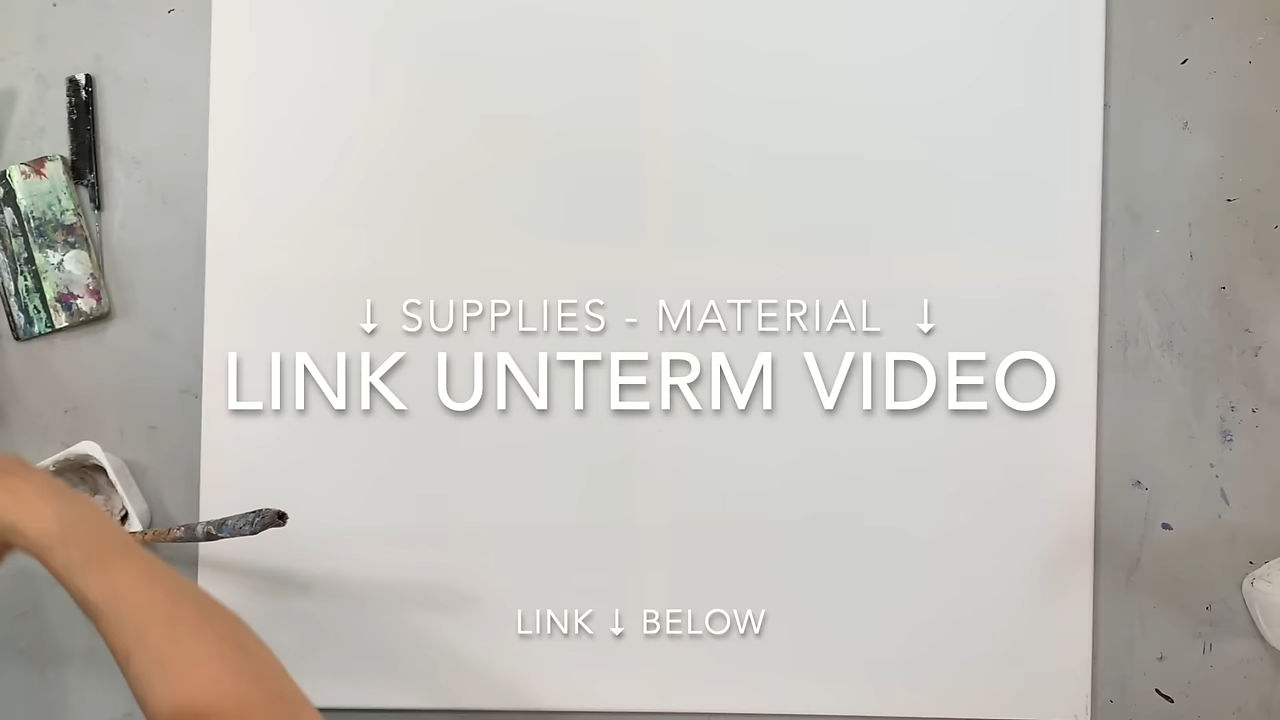 ↓ SUPPLIES - MATERIAL ↓
LINK UNTERM VIDEO
LINK ↓ BELOW